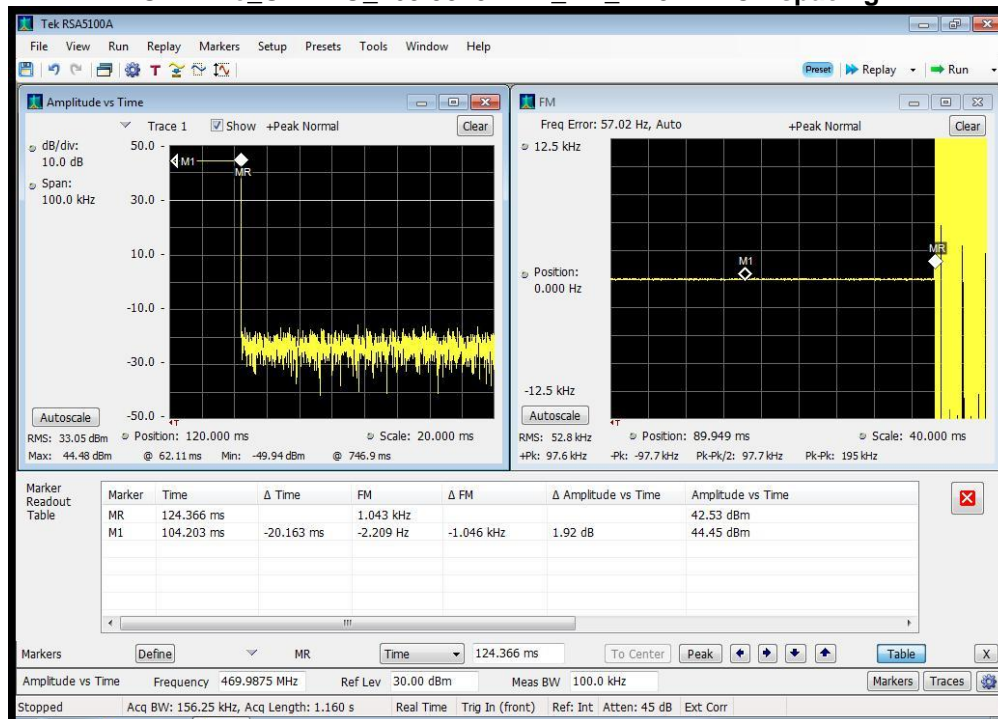 Tek RSA5100A
File View Run Replay Markers Setup Presets Tools Window Help
Preset Replay Run
Amplitude vs Time
Trace 1 Show +Peak Normal Clear
dB/div:
10.0 dB
Span:
100.0 kHz
50.0
30.0
10.0
-10.0
-30.0
-50.0
M1
MR
T
Autoscale
Position: 120.000 ms Scale: 20.000 ms
RMS: 33.05 dBm
Max: 44.48 dBm @ 62.11 ms Min: -49.94 dBm @ 746.9 ms
FM
Freq Error: 57.02 Hz, Auto +Peak Normal Clear
12.5 kHz
Position:
0.000 Hz
-12.5 kHz
M1
MR
T
Autoscale
RMS: 52.8 kHz Position: 89.949 ms Scale: 40.000 ms
+Pk: 97.6 kHz -Pk: -97.7 kHz Pk-Pk/2: 97.7 kHz Pk-Pk: 195 kHz
Marker
Readout
Table
Marker Time Δ Time FM Δ FM Δ Amplitude vs Time Amplitude vs Time
MR 124.366 ms 1.043 kHz 42.53 dBm
M1 104.203 ms -20.163 ms -2.209 Hz -1.046 kHz 1.92 dB 44.45 dBm
Markers Define MR Time 124.366 ms To Center Peak Table X
Amplitude vs Time Frequency 469.9875 MHz Ref Lev 30.00 dBm Meas BW 100.0 kHz Markers Traces
Stopped Acq BW: 156.25 kHz, Acq Length: 1.160 s Real Time Trig In (front) Ref: Int Atten: 45 dB Ext Corr